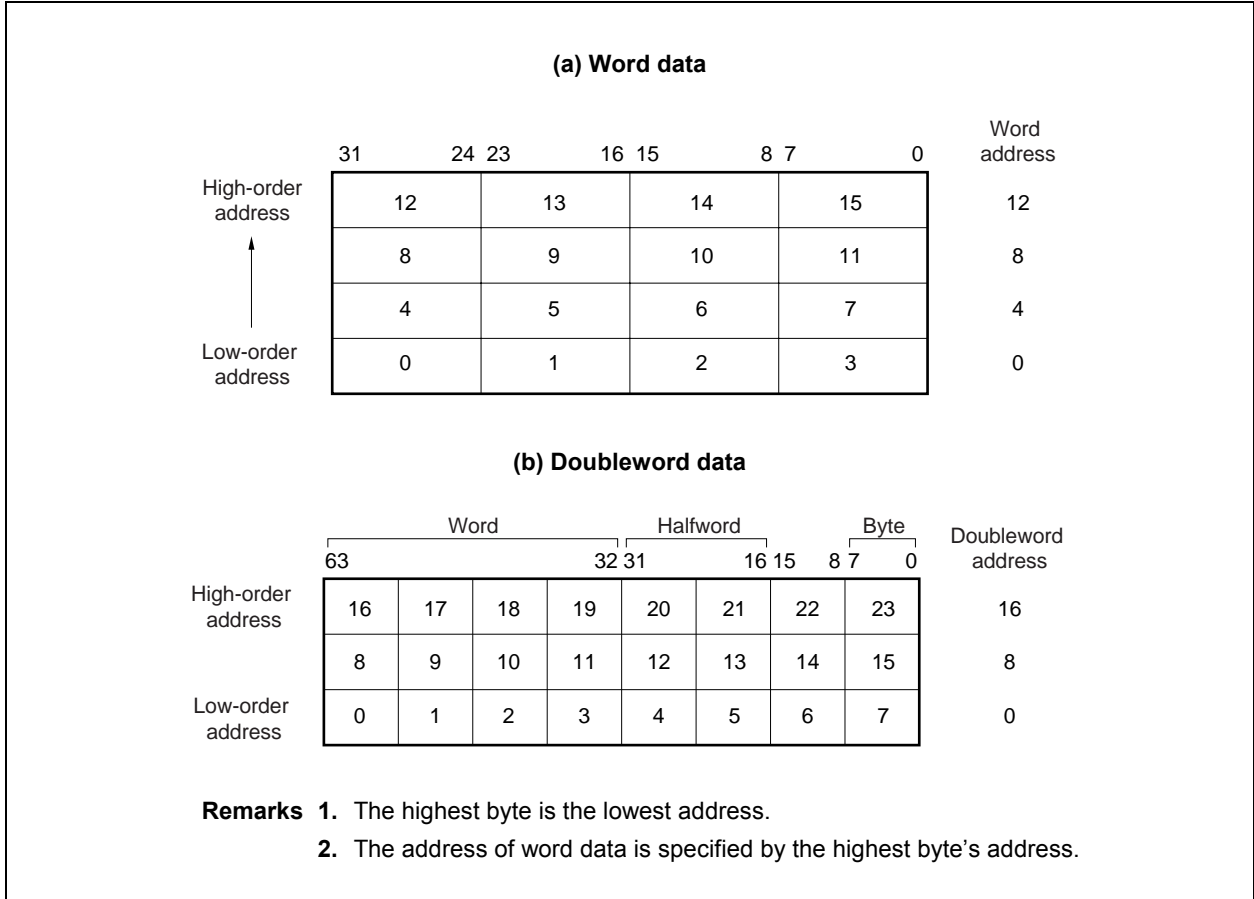 (a) Word data
Word
address
31 24 23 16 15 8 7 0
High-order
address
12 13 14 15 12
8 9 10 11 8
4 5 6 7 4
Low-order
address
0 1 2 3 0
(b) Doubleword data
Word Halfword Byte
Doubleword
address
63 32 31 16 15 8 7 0
High-order
address
16 17 18 19 20 21 22 23 16
8 9 10 11 12 13 14 15 8
Low-order
address
0 1 2 3 4 5 6 7 0
Remarks 1. The highest byte is the lowest address.
2. The address of word data is specified by the highest byte's address.